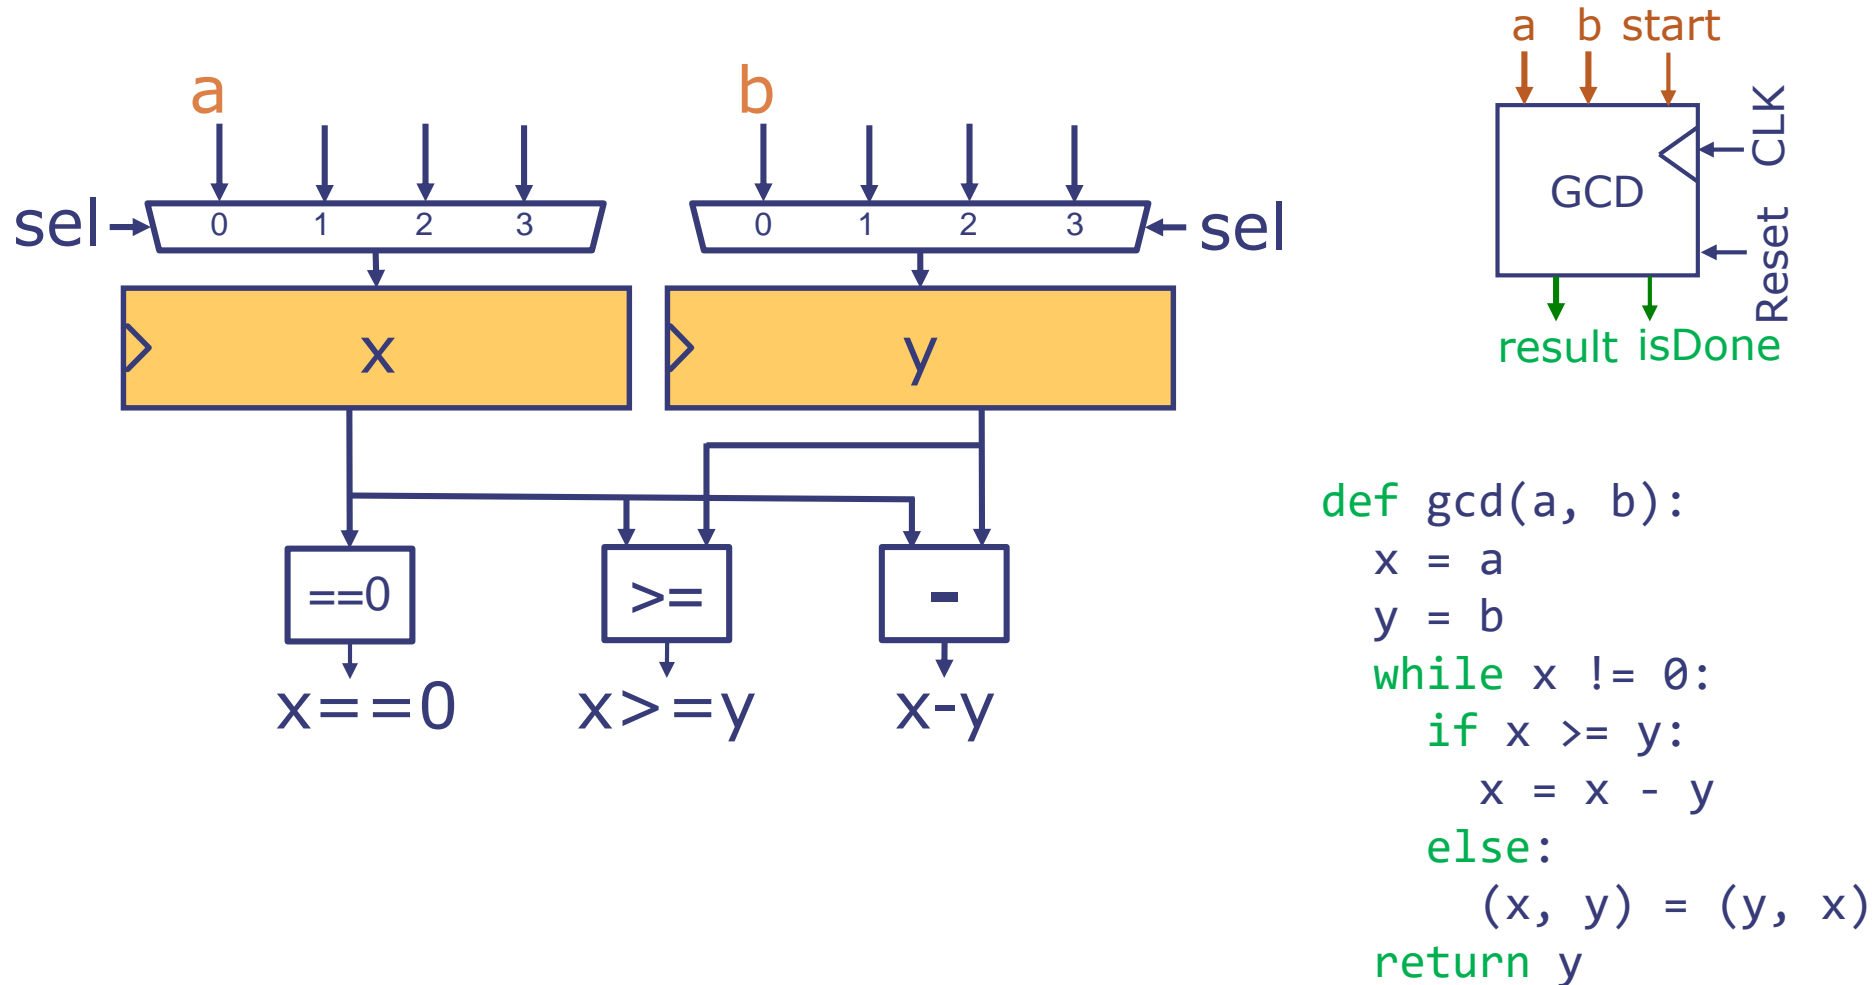 a
b
sel
0 1 2 3
0 1 2 3
sel
x
y
==0
>=
-
x==0
x>=y
x-y
a b start
GCD
CLK
Reset
result isDone
def gcd(a, b):
x = a
y = b
while x != 0:
if x >= y:
x = x - y
else:
(x, y) = (y, x)
return y